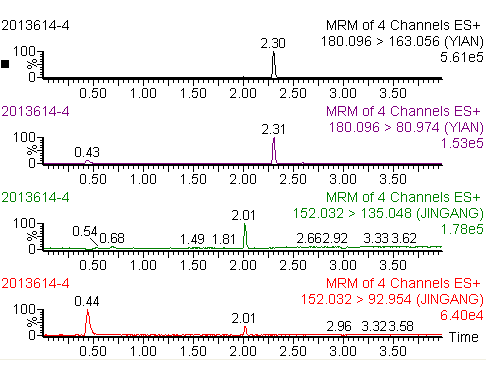 2013614-4
MRM of 4 Channels ES+
180.096 > 163.056 (YIAN)
5.61e5
2.30
100
%
0
0.50 1.00 1.50 2.00 2.50 3.00 3.50
2013614-4
MRM of 4 Channels ES+
180.096 > 80.974 (YIAN)
1.53e5
2.31
100
%
0.43
0
0.50 1.00 1.50 2.00 2.50 3.00 3.50
2013614-4
MRM of 4 Channels ES+
152.032 > 135.048 (JINGANG)
1.78e5
2.01
100
%
0.54 0.68 1.49 1.81 2.66 2.92 3.33 3.62
0
0.50 1.00 1.50 2.00 2.50 3.00 3.50
2013614-4
MRM of 4 Channels ES+
152.032 > 92.954 (JINGANG)
6.40e4
0.44
100
%
2.01
2.96 3.32 3.58
0
Time
0.50 1.00 1.50 2.00 2.50 3.00 3.50